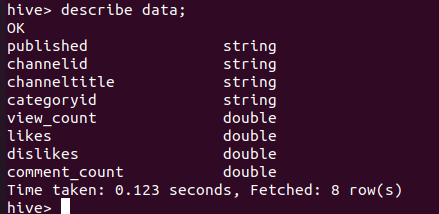 hive> describe data;
OK
published string
channelid string
channeltitle string
categoryid string
view_count double
likes double
dislikes double
comment_count double
Time taken: 0.123 seconds, Fetched: 8 row(s)
hive>